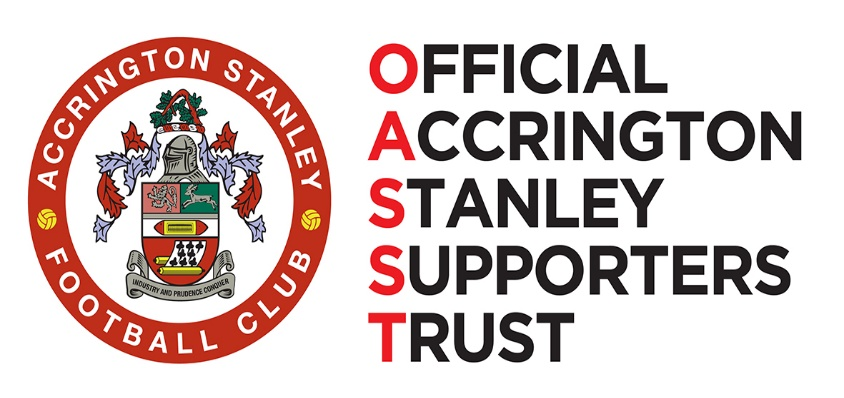 ACCRINGTON STANLEY
FOOTBALL CLUB
INDUSTRY AND PRUDENCE CONQUER
OFFICIAL
ACCRINGTON
STANLEY
SUPPORTERS
TRUST